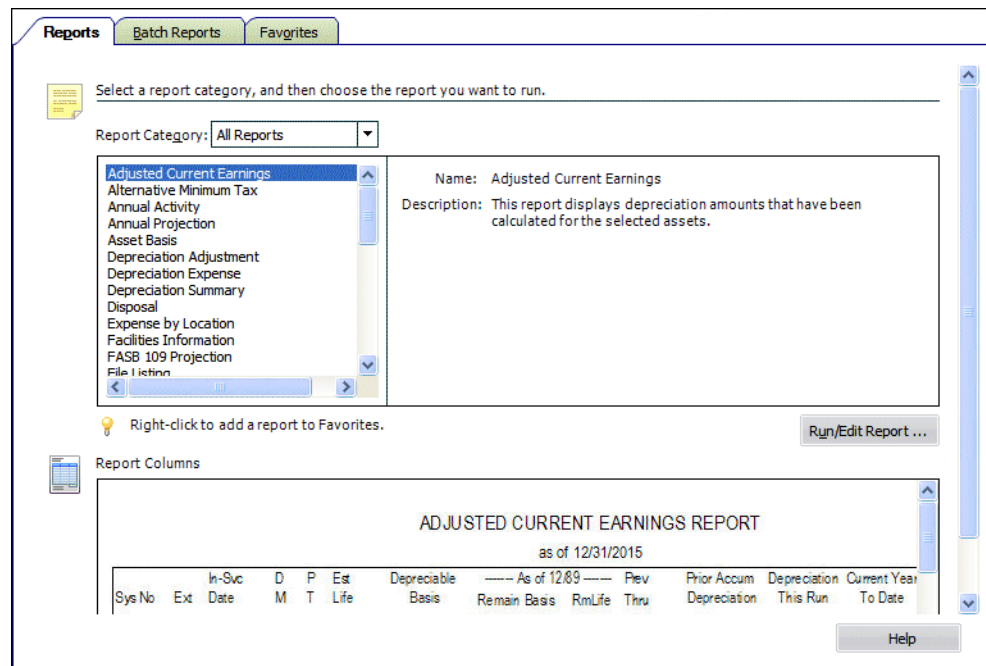 Reports Batch Reports Favorites
Select a report category, and then choose the report you want to run.
Report Category: All Reports
Adjusted Current Earnings
Alternative Minimum Tax
Annual Activity
Annual Projection
Asset Basis
Depreciation Adjustment
Depreciation Expense
Depreciation Summary
Disposal
Expense by Location
Facilities Information
FASB 109 Projection
File Listing
Name: Adjusted Current Earnings
Description: This report displays depreciation amounts that have been
calculated for the selected assets.
Right-click to add a report to Favorites.
Run/Edit Report ...
Report Columns
ADJUSTED CURRENT EARNINGS REPORT
as of 12/31/2015
In-Svc D P Est Depreciable ------ As of 12/89 ------ Prev Prior Accum Depreciation Current Year
Sys No Ext Date M T Life Basis Remain Basis RmLife Thru Depreciation This Run To Date
Help